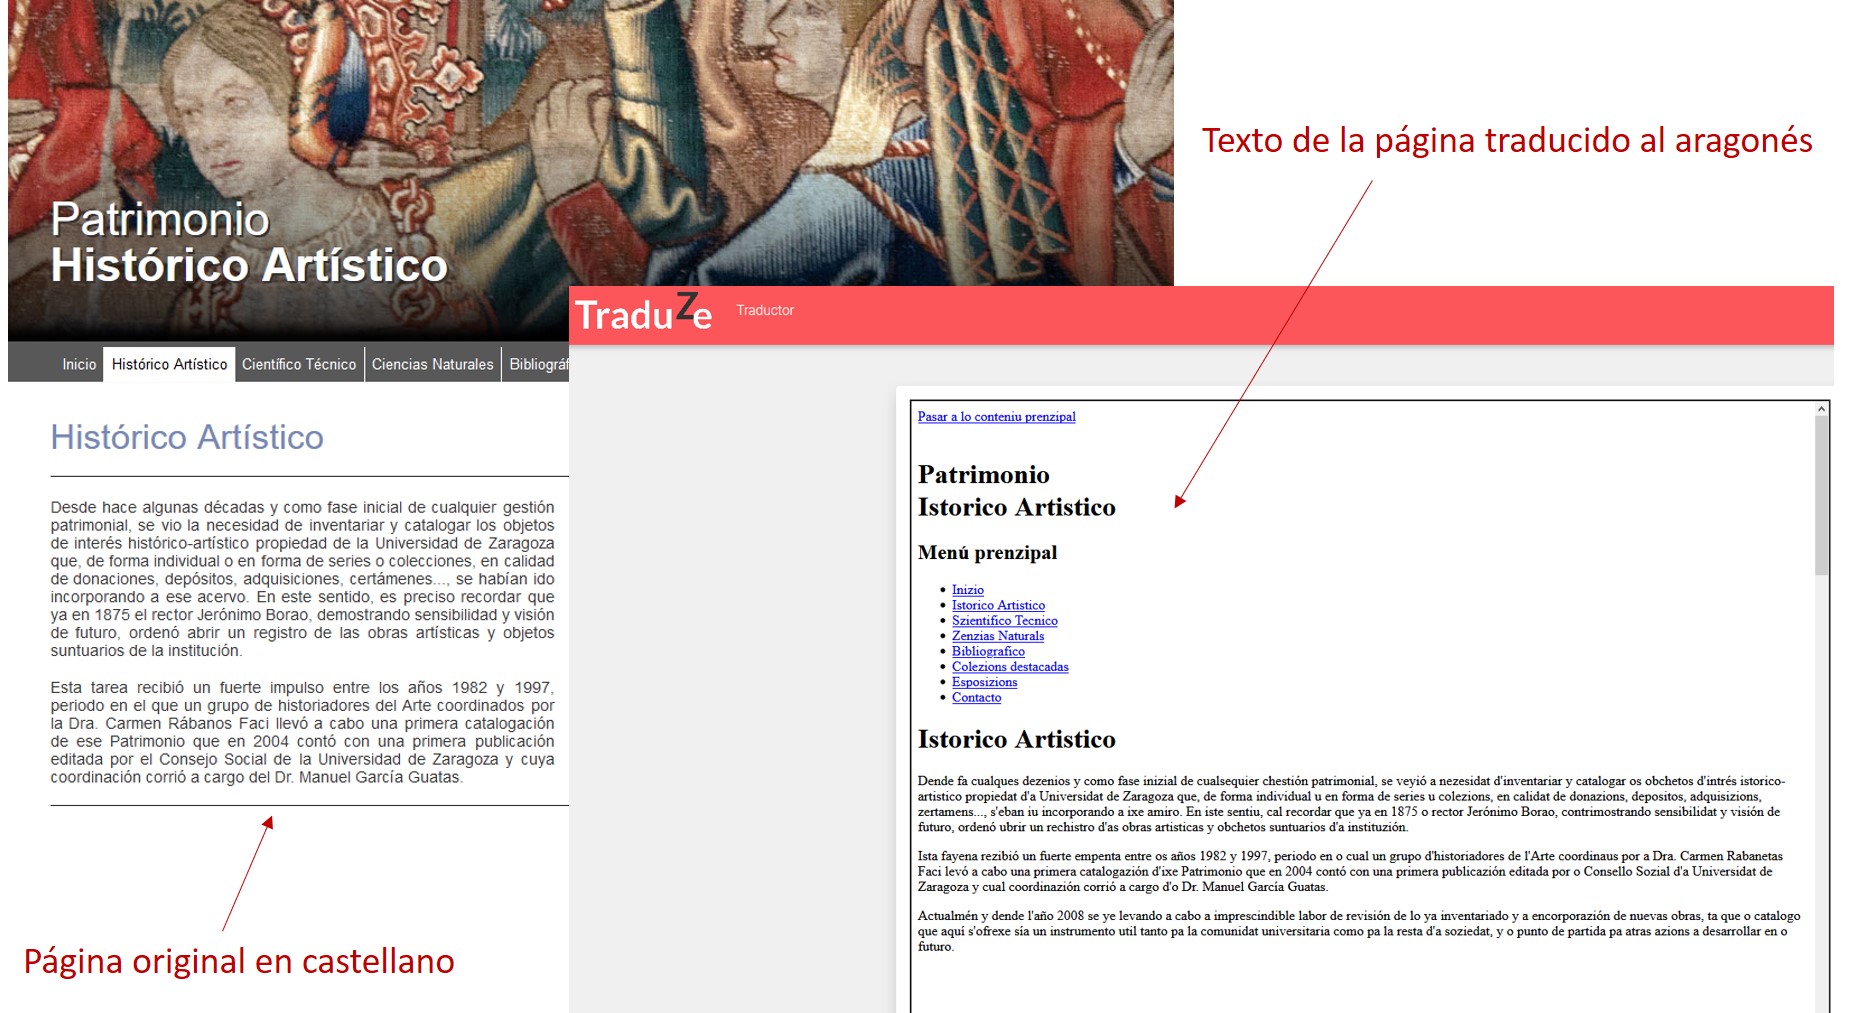 Patrimonio
Histórico Artístico
Inicio
Histórico Artístico
Científico Técnico
Ciencias Naturales
Histórico Artístico
Desde hace algunas décadas y como fase inicial de cualquier gestión
patrimonial, se vio la necesidad de inventariar y catalogar los objetos
de interés histórico-artístico propiedad de la Universidad de Zaragoza
que, de forma individual o en forma de series o colecciones, en calidad
de donaciones, depósitos, adquisiciones, certámenes..., se habían ido
incorporando a ese acervo. En este sentido, es preciso recordar que
ya en 1875 el rector Jerónimo Borao, demostrando sensibilidad y visión
de futuro, ordenó abrir un registro de las obras artísticas y objetos
suntuarios de la institución.
Esta tarea recibió un fuerte impulso entre los años 1982 y 1997,
periodo en el que un grupo de historiadores del Arte coordinados por
la Dra. Carmen Rábanos Faci llevó a cabo una primera catalogación
de ese Patrimonio que en 2004 contó con una primera publicación
editada por el Consejo Social de la Universidad de Zaragoza y cuya
coordinación corrió a cargo del Dr. Manuel García Guatas.
Página original en castellano
Texto de la página traducido al aragonés
TraduZe
Traductor
Pasar a lo conteniu prenzipal
Patrimonio
Istorico Artistico
Menú prenzipal
Inizio
Istorico Artistico
Szientifico Tecnico
Zenzias Naturals
Bibliografico
Colezions destacadas
Esposizions
Contacto
Istorico Artistico
Dende fa cualques dezenios y como fase inizial de cualsequier chestión patrimonial, se veyió a nezesidat d'inventariar y catalogar os obchetos d'intrés istorico-
artistico propiedat d'a Universidat de Zaragoza que, de forma individual u en forma de series u colezions, en calidat de donazions, depositos, adquisizions,
zertamens..., s'eban iu incorporando a ixe amiro. En iste sentiu, cal recordar que ya en 1875 o rector Jerónimo Borao, contrimostrando sensibilidat y visión de
futuro, ordenó ubrir un rechistro d'as obras artisticas y obchetos suntuarios d'a instituzión.
Ista fayena rezibió un fuerte empenta entre os años 1982 y 1997, periodo en o cual un grupo d'historiadores de l'Arte coordinaus por a Dra. Carmen Rabanetas
Faci levó a cabo una primera catalogazión d'ixe Patrimonio que en 2004 contó con una primera publicazión editada por o Consello Sozial d'a Universidat de
Zaragoza y cual coordinazión corrió a cargo d'o Dr. Manuel García Guatas.
Actualmén y dende l'año 2008 se ye levando a cabo a imprescindible labor de revisión de lo ya inventariado y a encorporazión de nuevas obras, ta que o catalogo
que aquí s'ofrexe sía un instrumento util tanto pa la comunidat universitaria como pa la resta d'a soziedat, y o punto de partida pa atras azions a desarrollar en o
futuro.